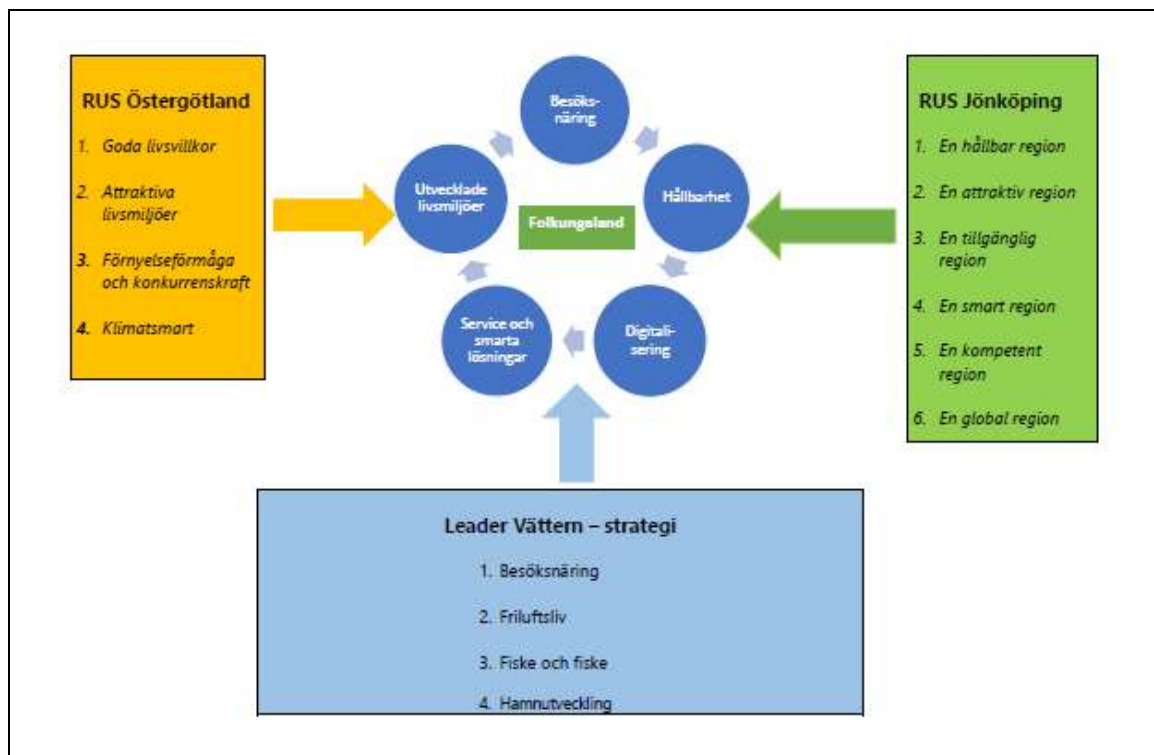 RUS Östergötland
1. Goda livsvillkor
2. Attraktiva
livsmiljöer
3. Förnyelseförmåga
och konkurrenskraft
4. Klimatsmart
Besöks-
näring
Utvecklade
livsmiljöer
Hållbarhet
Folkungaland
Service och
smarta
lösningar
Digitali-
sering
RUS Jönköping
1. En hållbar region
2. En attraktiv region
3. En tillgänglig
region
4. En smart region
5. En kompetent
region
6. En global region
Leader Vättern – strategi
1. Besöksnäring
2. Friluftsliv
3. Fiske och fiske
4. Hamnutveckling